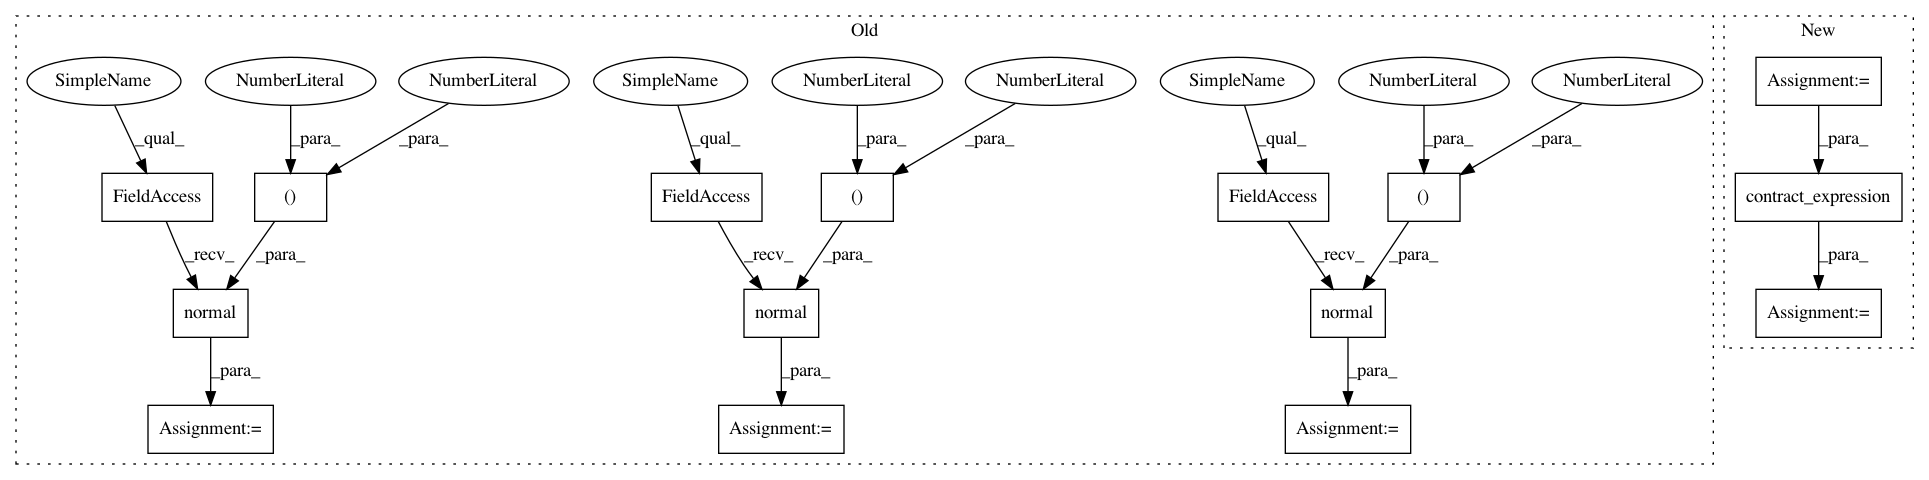 Old
New
SimpleName
NumberLiteral
NumberLiteral
SimpleName
NumberLiteral
NumberLiteral
SimpleName
NumberLiteral
NumberLiteral
Assignment:=
_qual_
_para_
_para_
_qual_
_para_
_para_
_qual_
_para_
_para_
_para_
FieldAccess
()
FieldAccess
()
FieldAccess
()
contract_expression
_recv_
_para_
_recv_
_para_
_recv_
_para_
_para_
normal
normal
normal
Assignment:=
_para_
_para_
_para_
Assignment:=
Assignment:=
Assignment:=